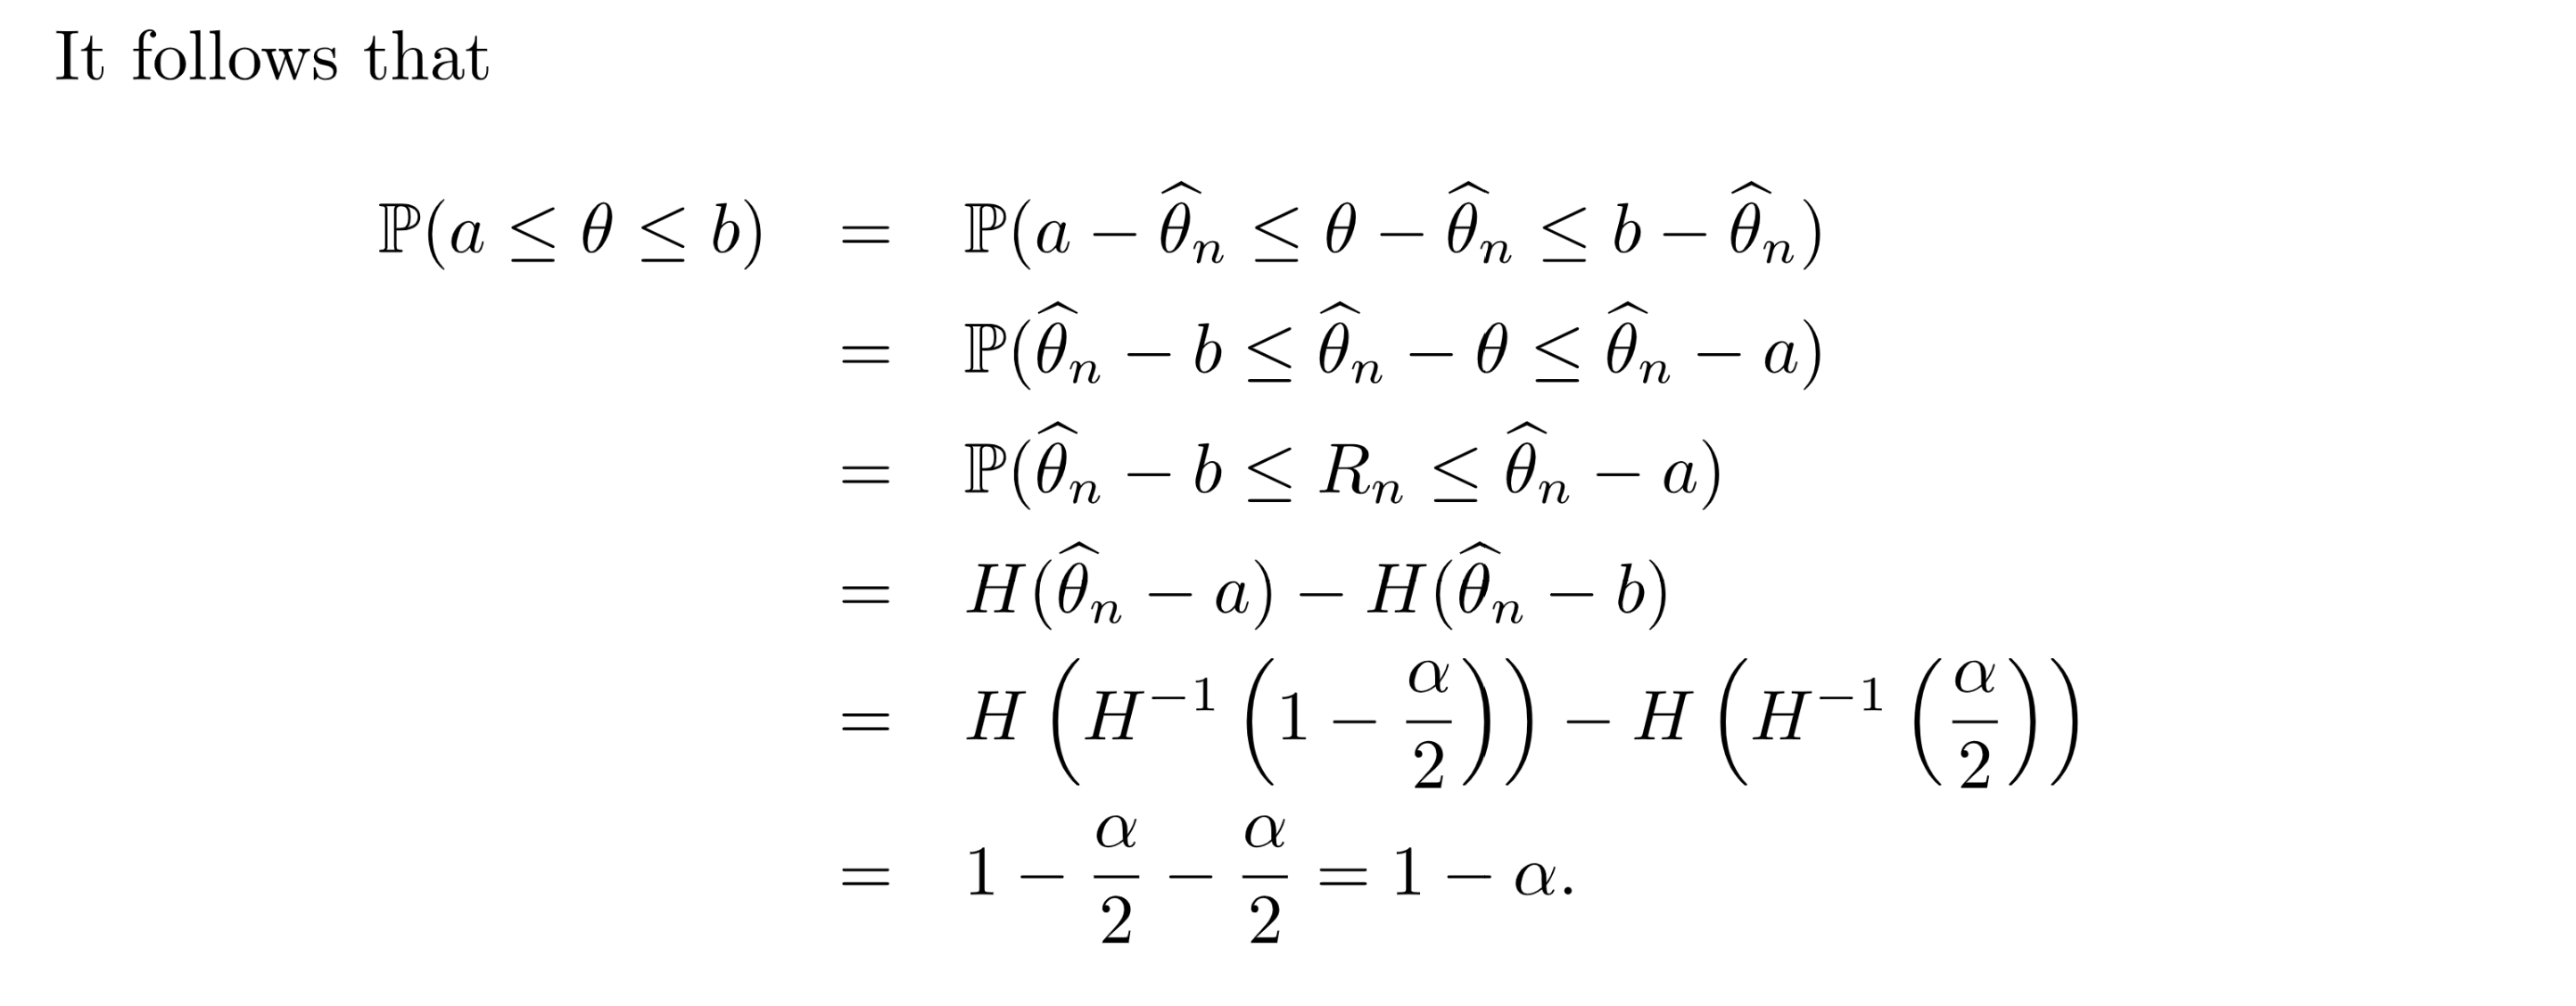 It follows that
ℙ(a ≤ θ ≤ b) = ℙ(a − θ̂ₙ ≤ θ − θ̂ₙ ≤ b − θ̂ₙ)
= ℙ(θ̂ₙ − b ≤ θ̂ₙ − θ ≤ θ̂ₙ − a)
= ℙ(θ̂ₙ − b ≤ Rₙ ≤ θ̂ₙ − a)
= H(θ̂ₙ − a) − H(θ̂ₙ − b)
= H(H⁻¹(1 − α/2)) − H(H⁻¹(α/2))
= 1 − α/2 − α/2 = 1 − α.